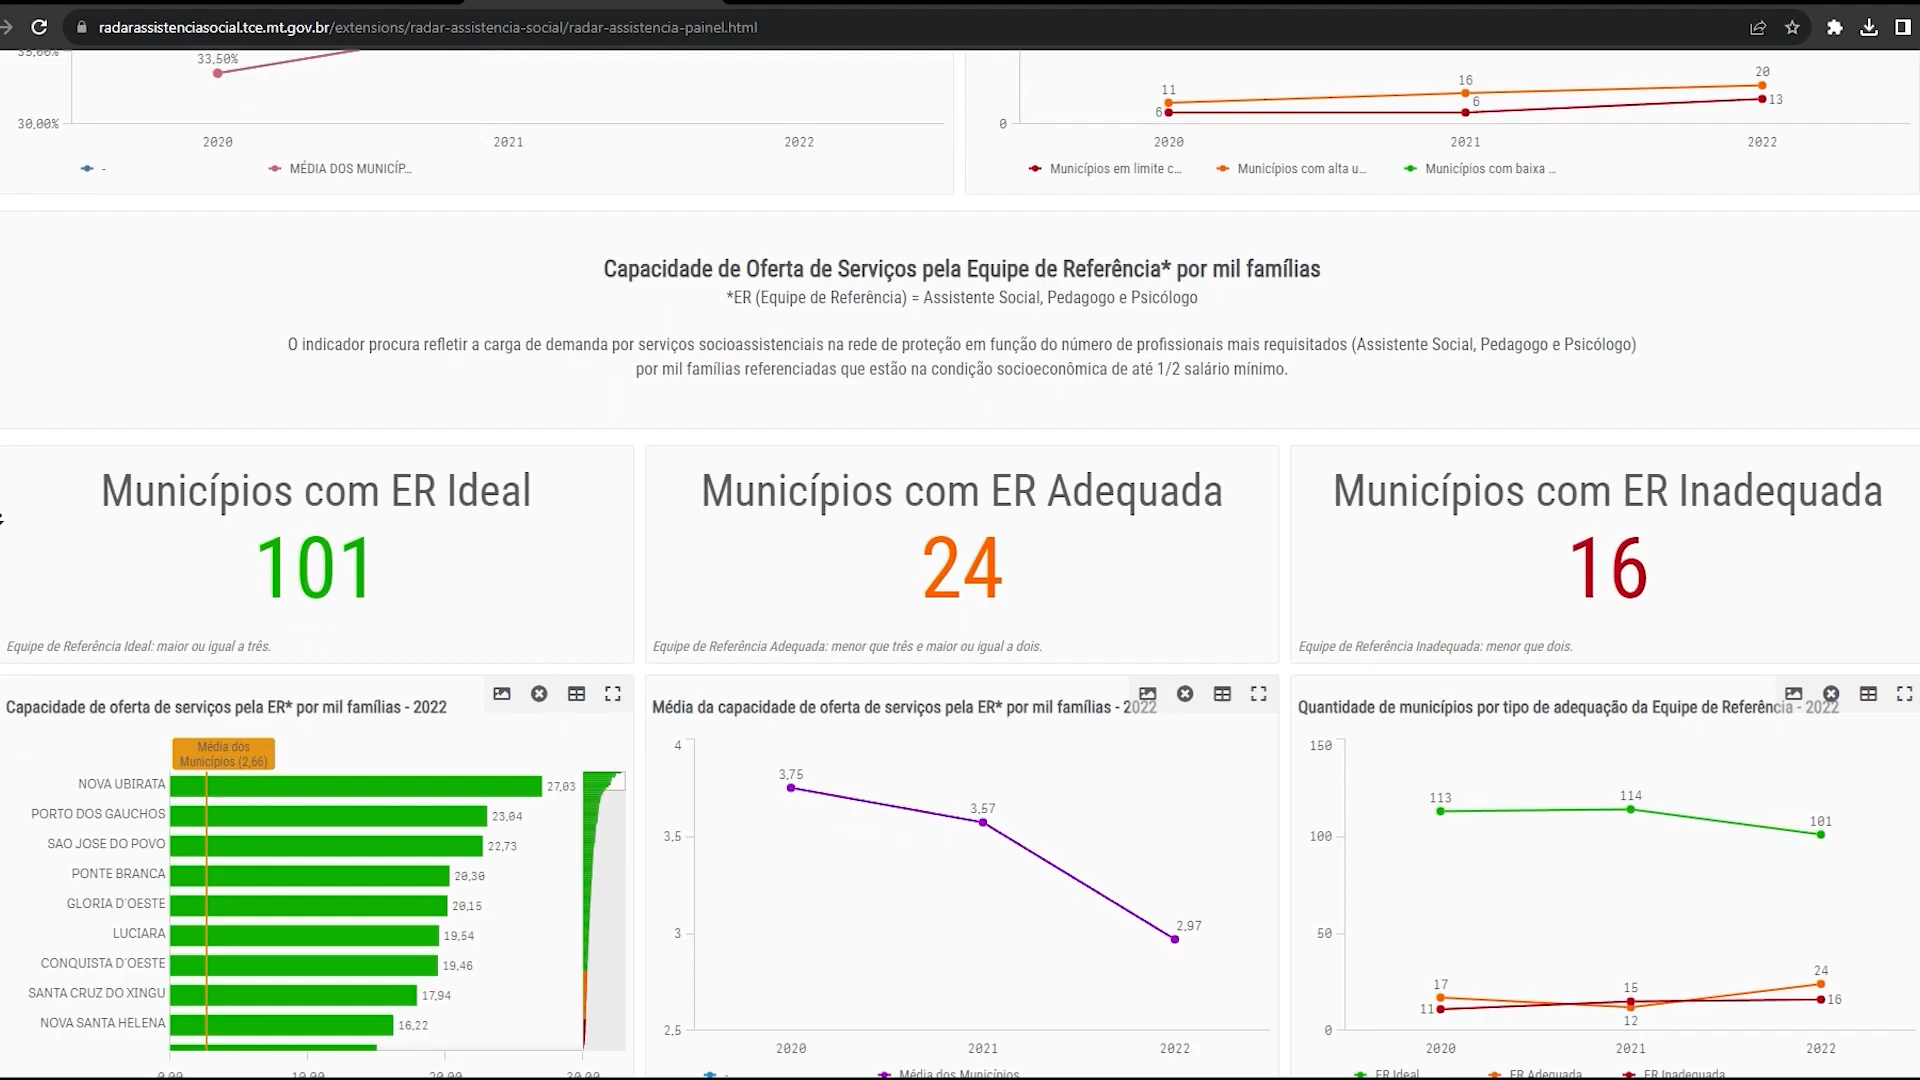 radarassistenciasocial.tce.mt.gov.br/extensions/radar-assistencia-social/radar-assistencia-painel.html
35,00%
33,50%
30,00%
2020 2021 2022
- MÉDIA DOS MUNICÍP...
20
16
11
13
6
6
0
2020 2021 2022
Municípios em limite c... Municípios com alta u... Municípios com baixa ...
Capacidade de Oferta de Serviços pela Equipe de Referência* por mil famílias
*ER (Equipe de Referência) = Assistente Social, Pedagogo e Psicólogo
O indicador procura refletir a carga de demanda por serviços socioassistenciais na rede de proteção em função do número de profissionais mais requisitados (Assistente Social, Pedagogo e Psicólogo)
por mil famílias referenciadas que estão na condição socioeconômica de até 1/2 salário mínimo.
Municípios com ER Ideal
101
Equipe de Referência Ideal: maior ou igual a três.
Municípios com ER Adequada
24
Equipe de Referência Adequada: menor que três e maior ou igual a dois.
Municípios com ER Inadequada
16
Equipe de Referência Inadequada: menor que dois.
Capacidade de oferta de serviços pela ER* por mil famílias - 2022
Média dos
Municípios (2,66)
NOVA UBIRATA 27,03
PORTO DOS GAUCHOS 23,04
SAO JOSE DO POVO 22,73
PONTE BRANCA 20,30
GLORIA D'OESTE 20,15
LUCIARA 19,54
CONQUISTA D'OESTE 19,46
SANTA CRUZ DO XINGU 17,94
NOVA SANTA HELENA 16,22
0,00 10,00 20,00 30,00
Média da capacidade de oferta de serviços pela ER* por mil famílias - 2022
4
3,75
3,57
3,5
3
2,97
2,5
2020 2021 2022
- Média dos Municípios
Quantidade de municípios por tipo de adequação da Equipe de Referência - 2022
150
113 114 101
100
50
17 15 24
11 12 16
0
2020 2021 2022
ER Ideal ER Adequada ER Inadequada